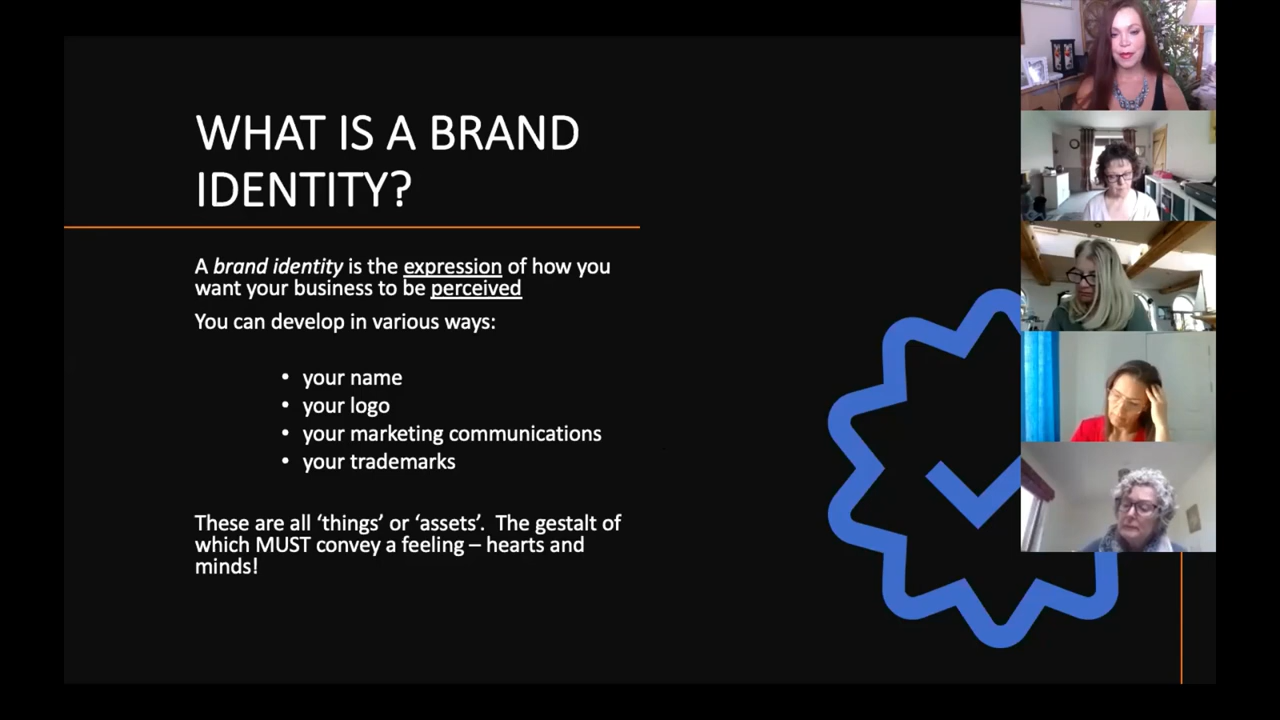 WHAT IS A BRAND
IDENTITY?
A brand identity is the expression of how you
want your business to be perceived
You can develop in various ways:
• your name
• your logo
• your marketing communications
• your trademarks
These are all ‘things’ or ‘assets’.  The gestalt of
which MUST convey a feeling – hearts and
minds!